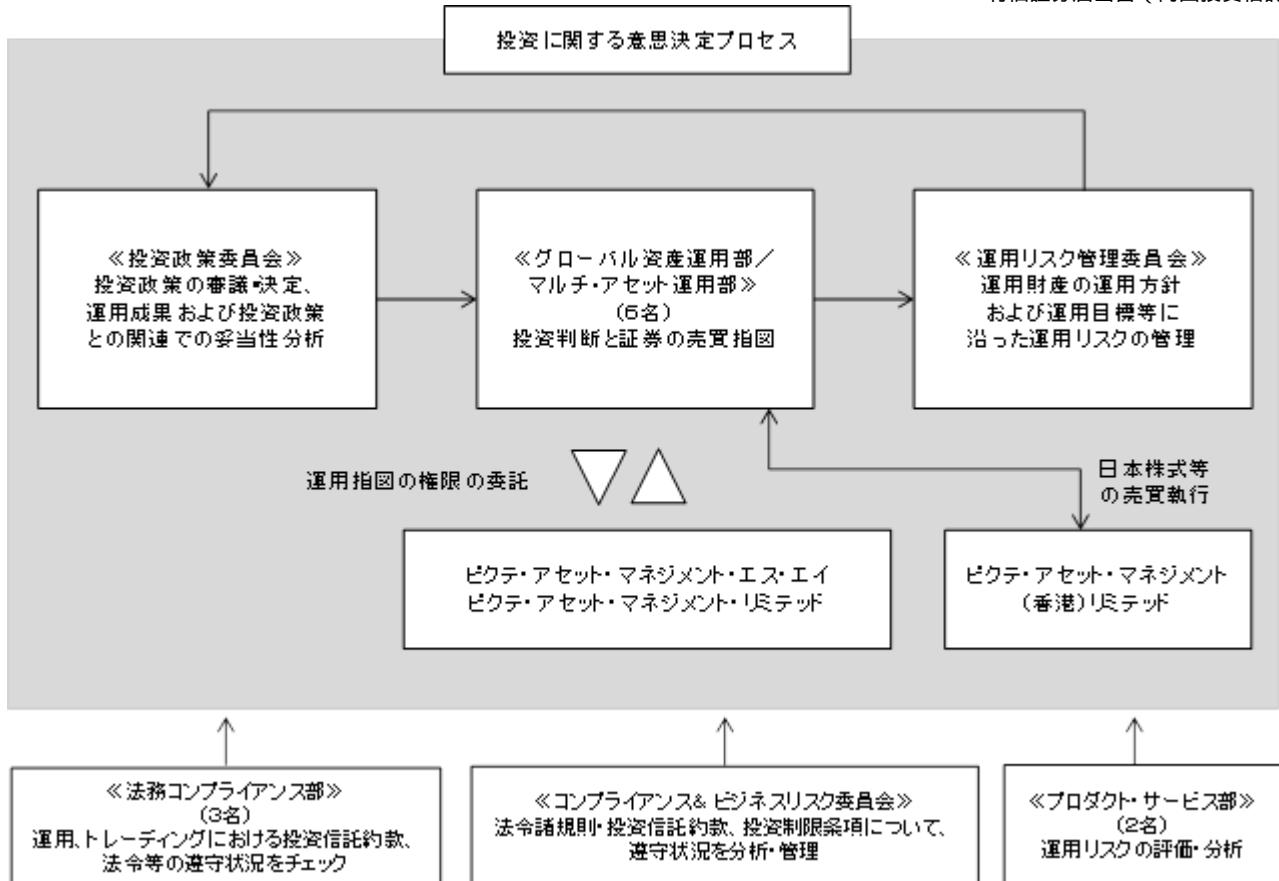 投資に関する意思決定プロセス
≪投資政策委員会≫
投資政策の審議・決定、
運用成果および投資政策
との関連での妥当性分析
≪グローバル資産運用部／
マルチ・アセット運用部≫
(6名)
投資判断と証券の売買指図
≪運用リスク管理委員会≫
運用財産の運用方針
および運用目標等に
沿った運用リスクの管理
運用指図の権限の委託
日本株式等
の売買執行
ピクテ・アセット・マネジメント・エス・エイ
ピクテ・アセット・マネジメント・リミテッド
ピクテ・アセット・マネジメント
(香港)リミテッド
≪法務コンプライアンス部≫
(3名)
運用、トレーディングにおける投資信託約款、
法令等の遵守状況をチェック
≪コンプライアンス& ビジネスリスク委員会≫
法令諸規則・投資信託約款、投資制限条項について、
遵守状況を分析・管理
≪プロダクト・サービス部≫
(2名)
運用リスクの評価・分析